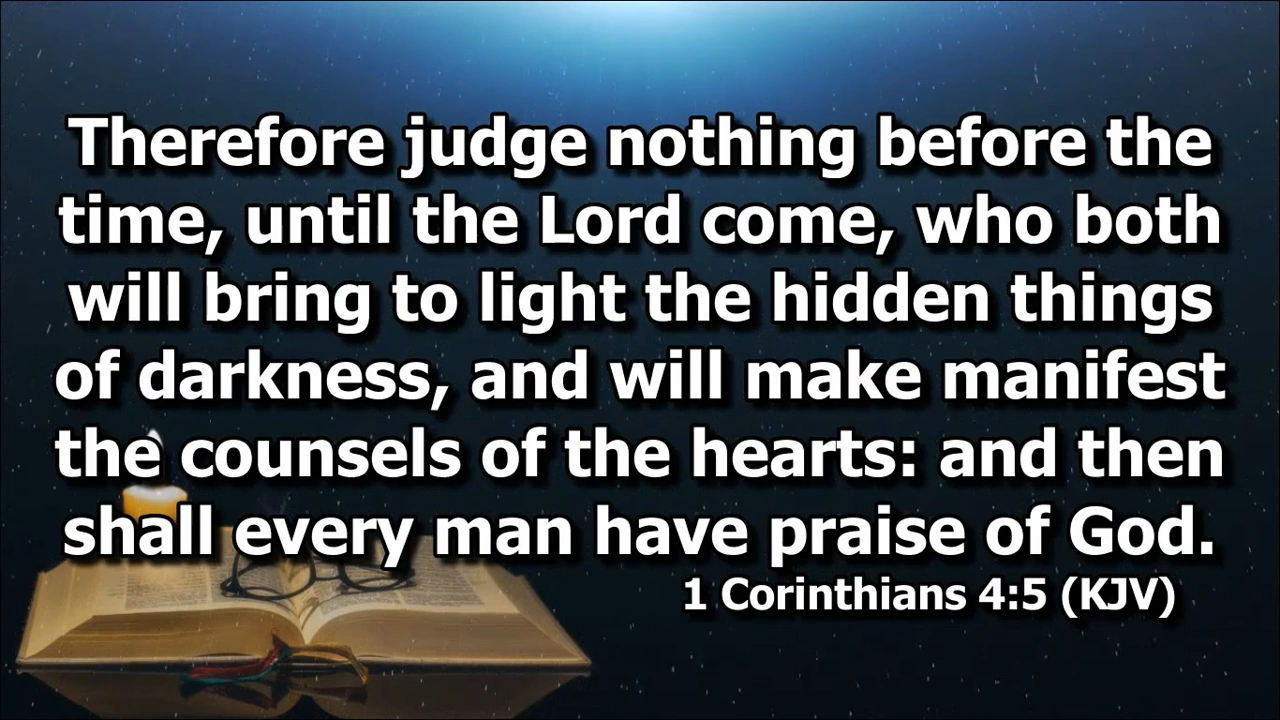 Therefore judge nothing before the
time, until the Lord come, who both
will bring to light the hidden things
of darkness, and will make manifest
the counsels of the hearts: and then
shall every man have praise of God.
1 Corinthians 4:5 (KJV)